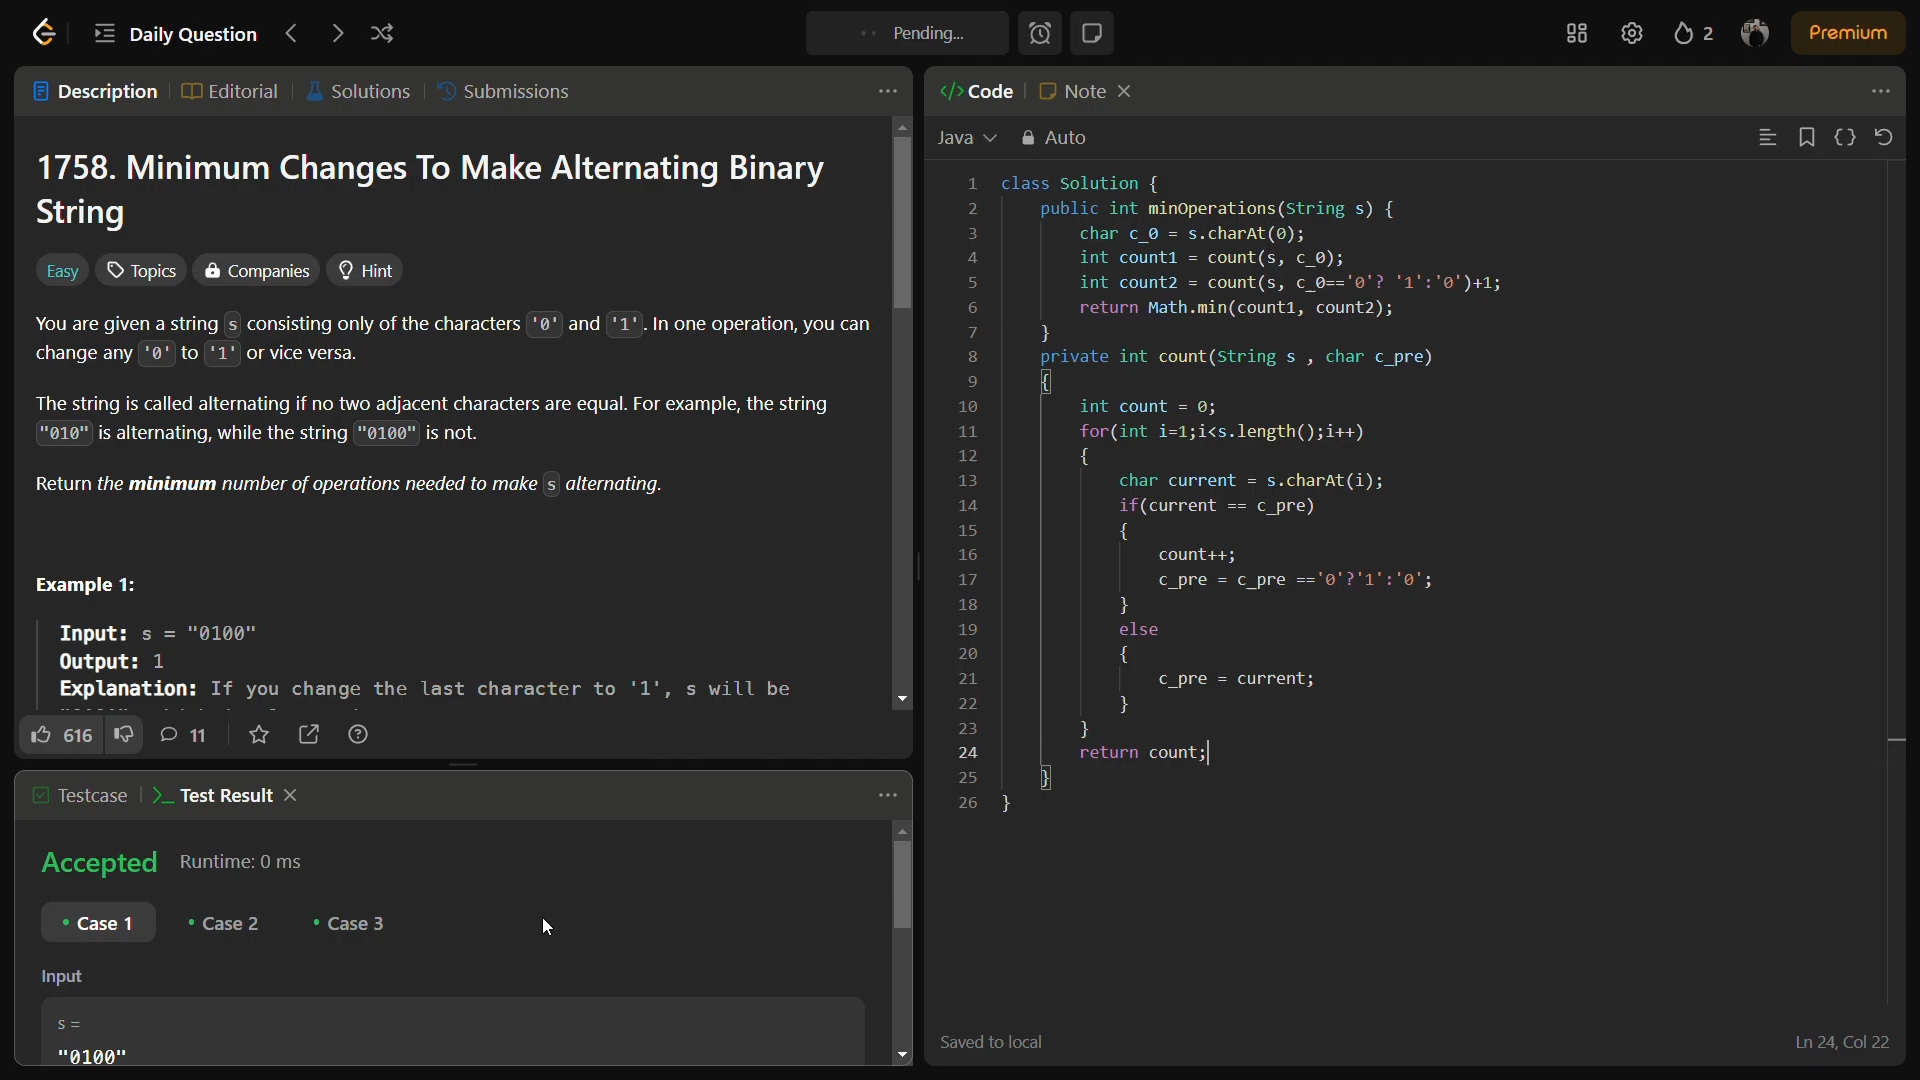 Daily Question
Pending...
2
Premium
Description
Editorial
Solutions
Submissions
1758. Minimum Changes To Make Alternating Binary
String
Easy
Topics
Companies
Hint
You are given a string s consisting only of the characters '0' and '1'. In one operation, you can
change any '0' to '1' or vice versa.
The string is called alternating if no two adjacent characters are equal. For example, the string
"010" is alternating, while the string "0100" is not.
Return the minimum number of operations needed to make s alternating.
Example 1:
Input: s = "0100"
Output: 1
Explanation: If you change the last character to '1', s will be
616
11
Testcase
Test Result
Accepted Runtime: 0 ms
Case 1
Case 2
Case 3
Input
s =
"0100"
</> Code
Note
Java
Auto
1 class Solution {
2 public int minOperations(String s) {
3 char c_0 = s.charAt(0);
4 int count1 = count(s, c_0);
5 int count2 = count(s, c_0=='0'? '1':'0')+1;
6 return Math.min(count1, count2);
7 }
8 private int count(String s , char c_pre)
9 {
10 int count = 0;
11 for(int i=1;i<s.length();i++)
12 {
13 char current = s.charAt(i);
14 if(current == c_pre)
15 {
16 count++;
17 c_pre = c_pre =='0'?'1':'0';
18 }
19 else
20 {
21 c_pre = current;
22 }
23 }
24 return count;
25 }
26 }
Saved to local
Ln 24, Col 22